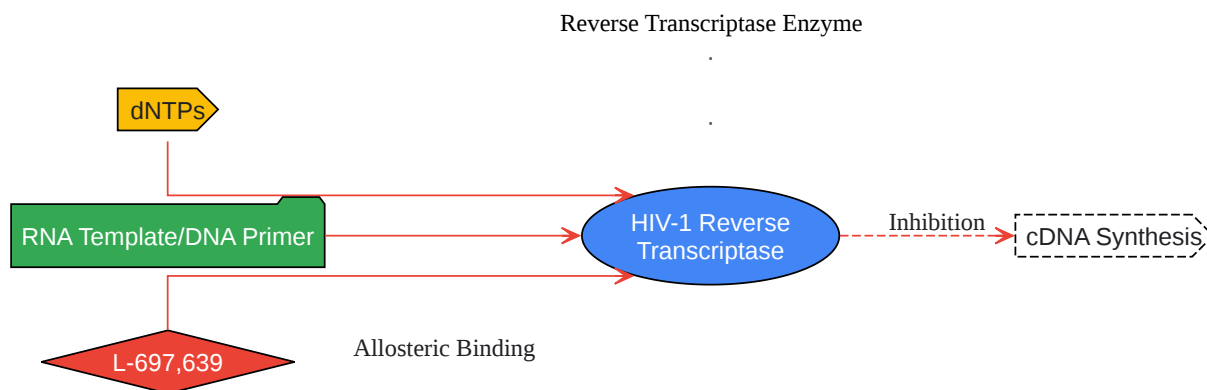 Reverse Transcriptase Enzyme
dNTPs
RNA Template/DNA Primer
HIV-1 Reverse
Transcriptase
Inhibition
cDNA Synthesis
L-697,639
Allosteric Binding